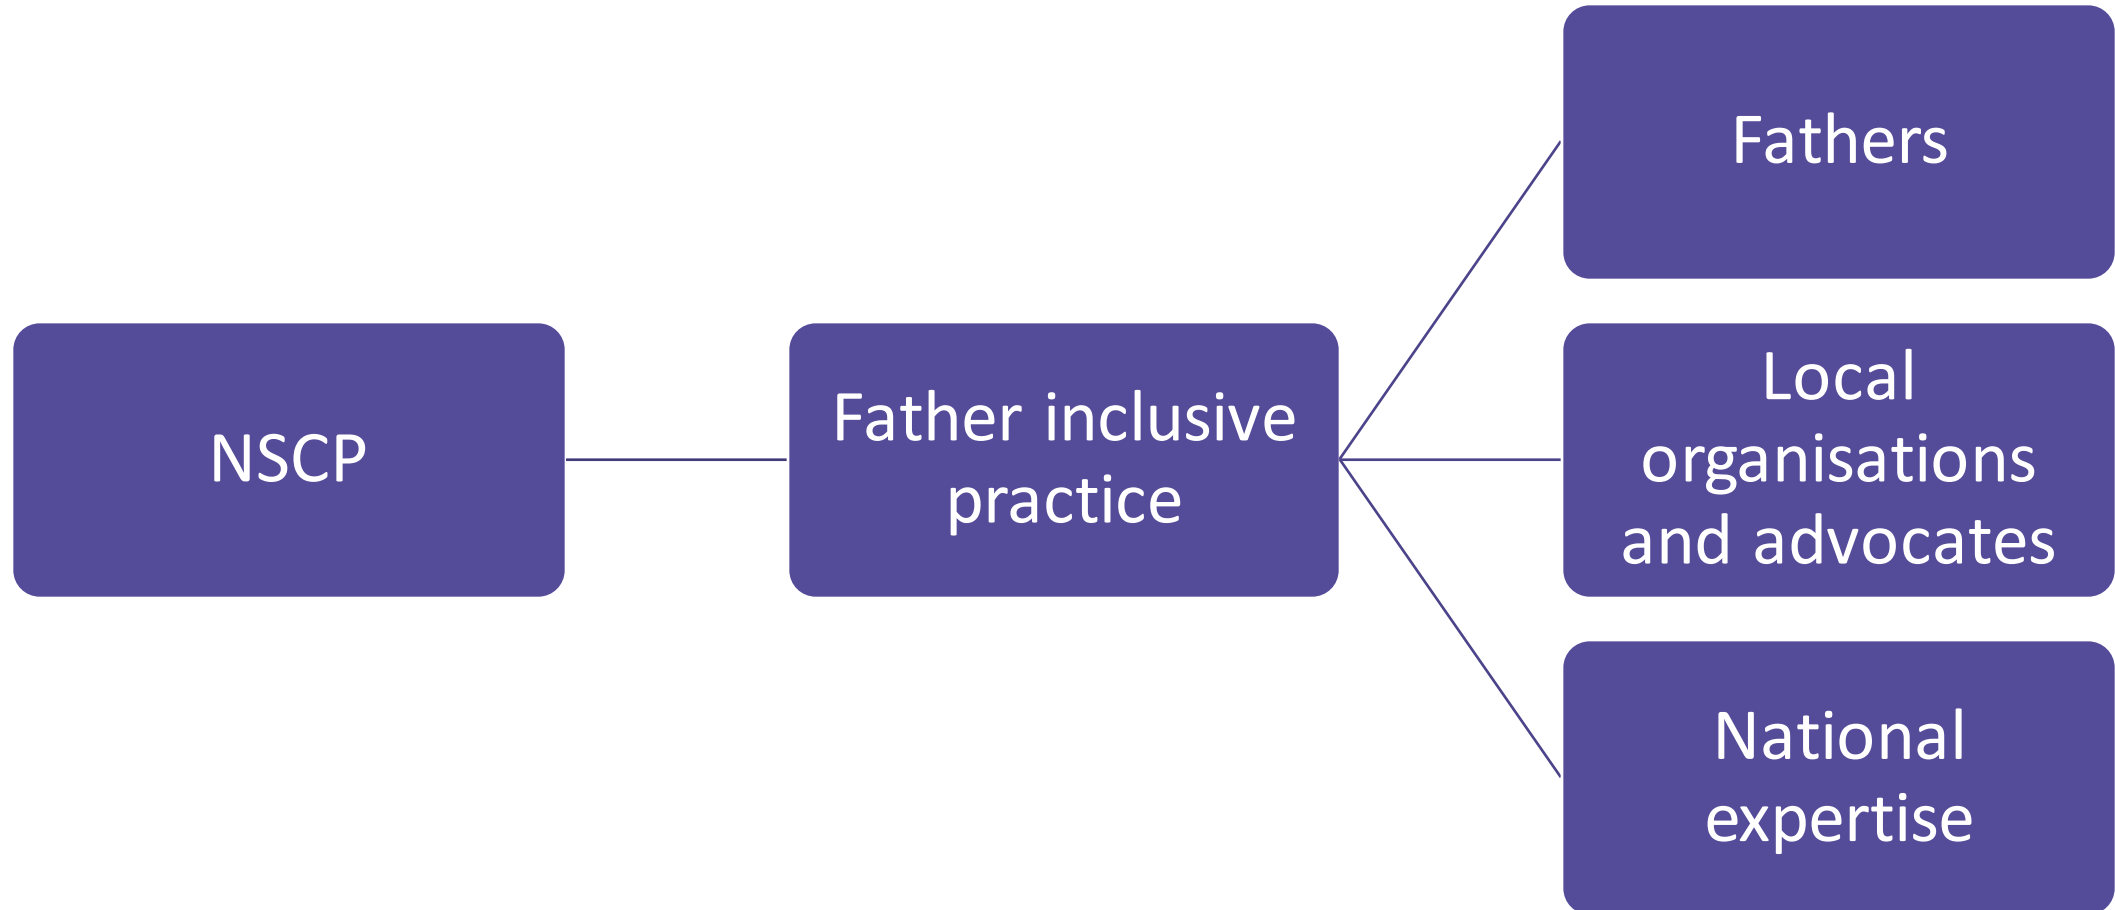 NSCP
Father inclusive
practice
Fathers
Local
organisations
and advocates
National
expertise